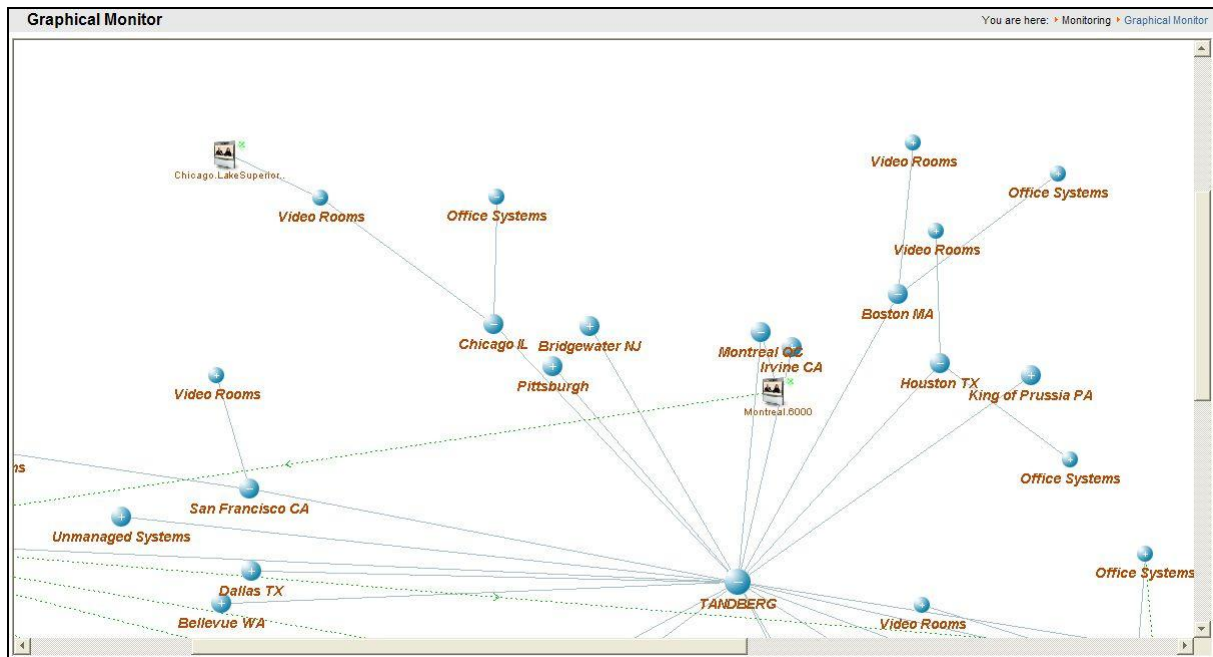 Graphical Monitor
You are here: Monitoring Graphical Monitor
Chicago.LakeSuperior..
Video Rooms
Office Systems
Video Rooms
Office Systems
Video Rooms
Boston MA
Chicago IL
Bridgewater NJ
Montreal QC
Irvine CA
Pittsburgh
Houston TX
King of Prussia PA
Video Rooms
Montreal.6000
ns
Office Systems
San Francisco CA
Unmanaged Systems
Office Systems
Dallas TX
TANDBERG
Bellevue WA
Video Rooms